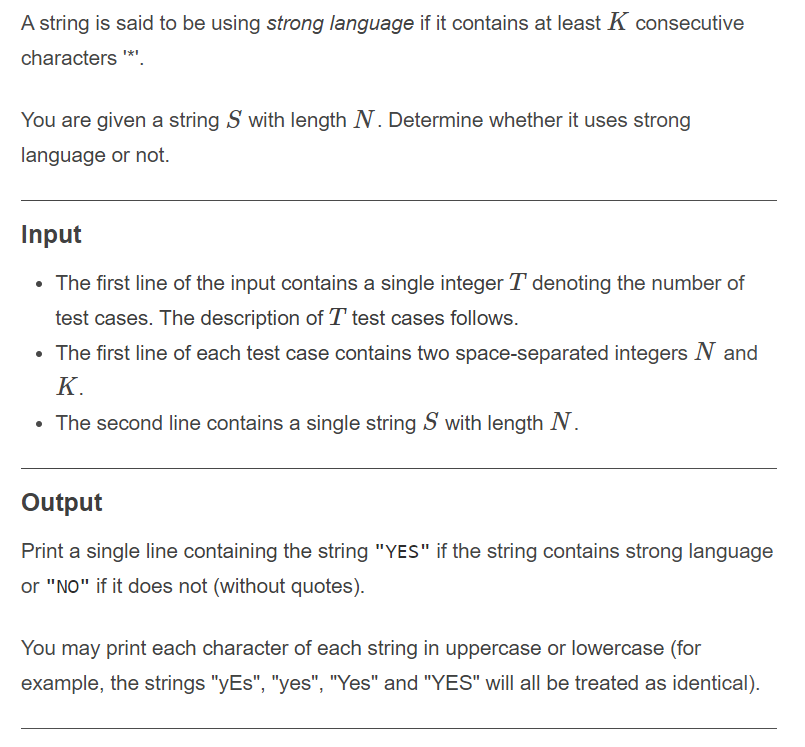 A string is said to be using strong language if it contains at least K consecutive
characters '*'.
You are given a string S with length N. Determine whether it uses strong
language or not.
Input
• The first line of the input contains a single integer T denoting the number of
test cases. The description of T test cases follows.
• The first line of each test case contains two space-separated integers N and
K.
• The second line contains a single string S with length N.
Output
Print a single line containing the string "YES" if the string contains strong language
or "NO" if it does not (without quotes).
You may print each character of each string in uppercase or lowercase (for
example, the strings "yEs", "yes", "Yes" and "YES" will all be treated as identical).